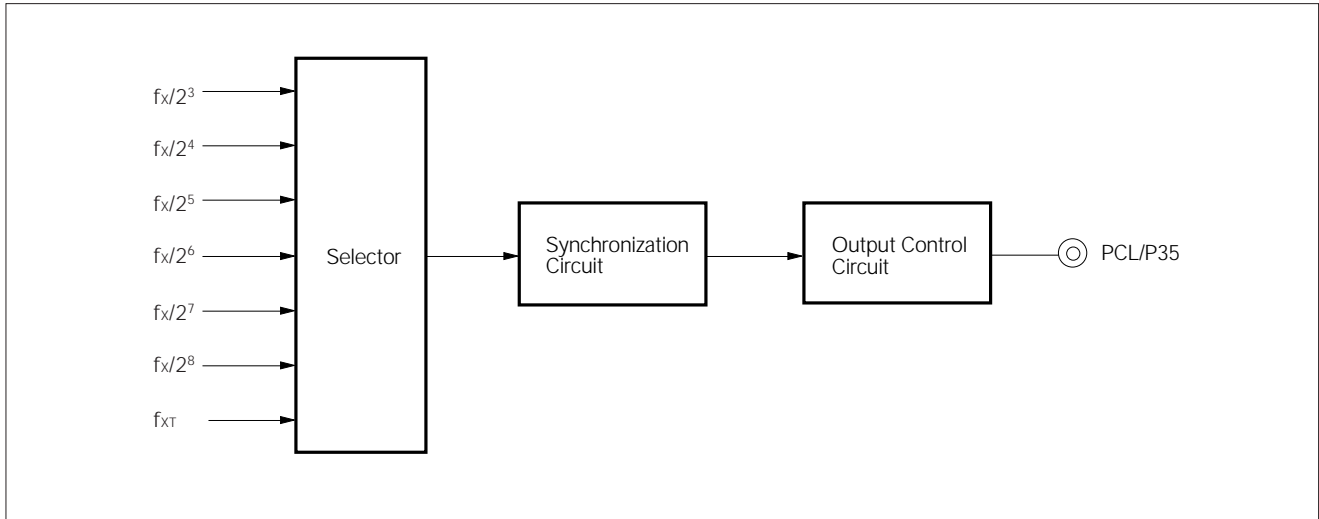 fx/2³
fx/2⁴
fx/2⁵
fx/2⁶
fx/2⁷
fx/2⁸
fXT
Selector
Synchronization
Circuit
Output Control
Circuit
PCL/P35